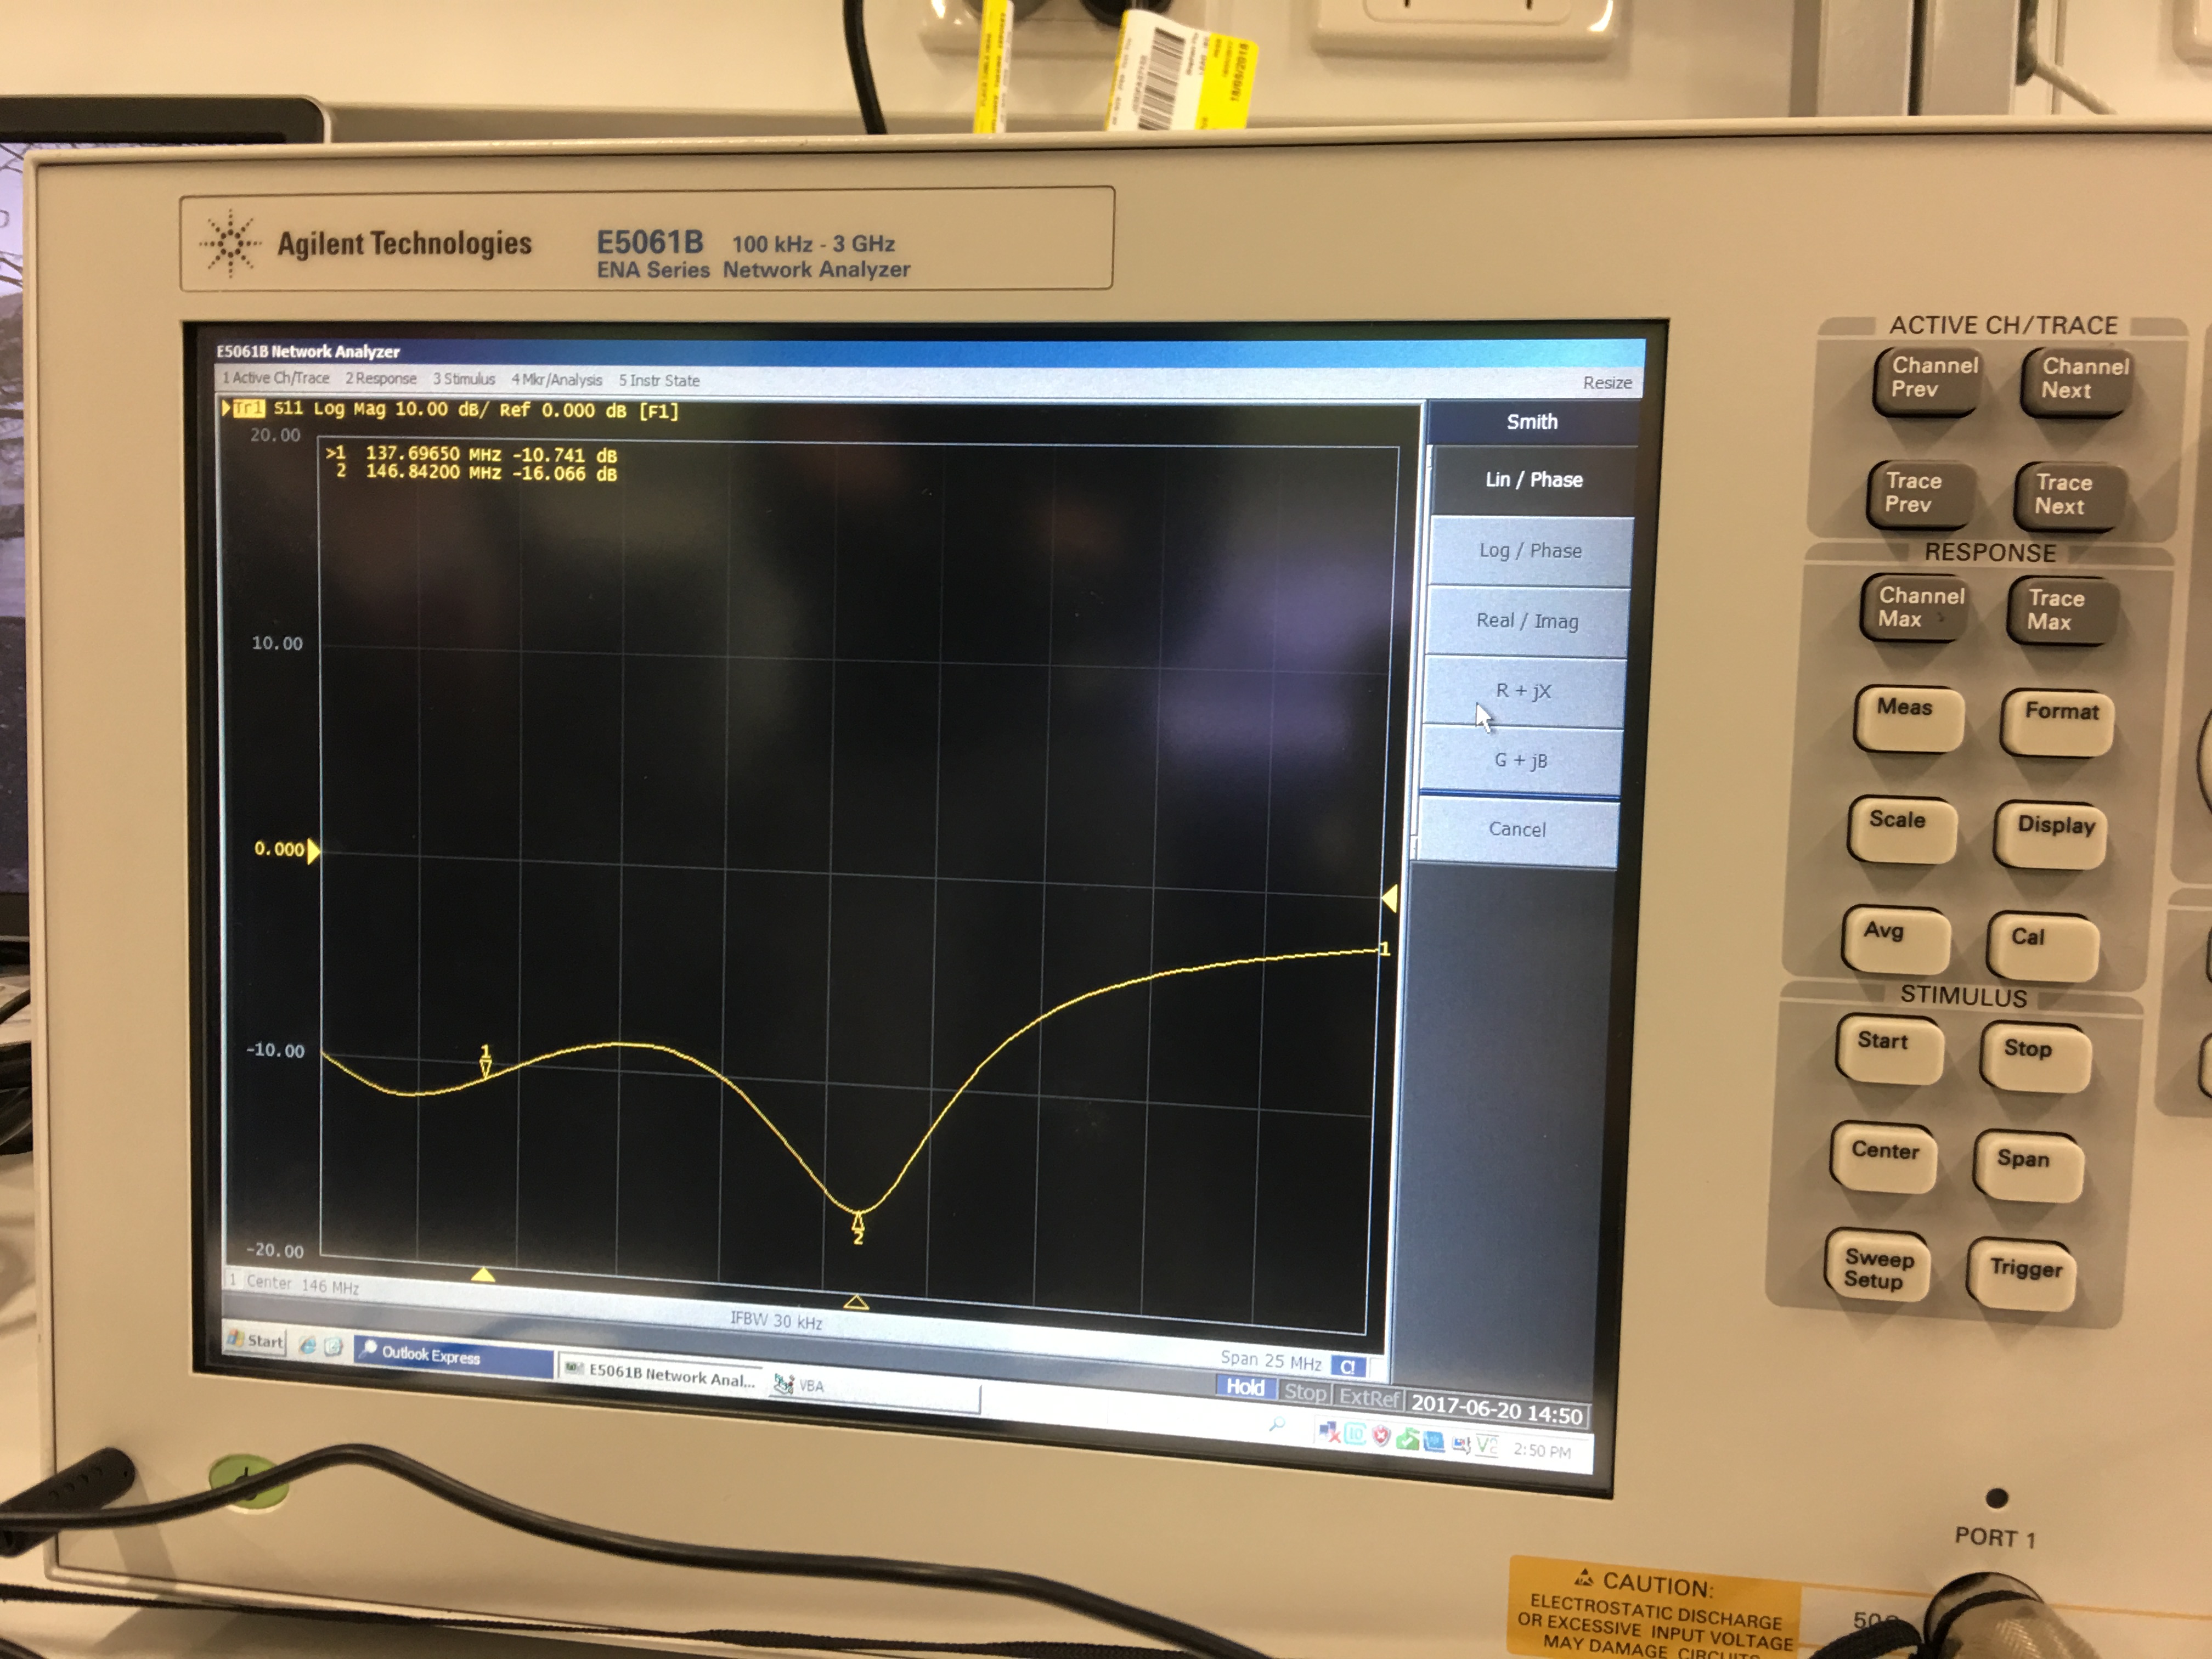 18/05/2018
Agilent Technologies
E5061B 100 kHz - 3 GHz
ENA Series Network Analyzer
E5061B Network Analyzer
1 Active Ch/Trace 2 Response 3 Stimulus 4 Mkr/Analysis 5 Instr State
Resize
Tr1 S11 Log Mag 10.00 dB/ Ref 0.000 dB [F1]
20.00
>1 137.69650 MHz -10.741 dB
2 146.84200 MHz -16.066 dB
10.00
0.000
-10.00
-20.00
1
2
1
Smith
Lin / Phase
Log / Phase
Real / Imag
R + jX
G + jB
Cancel
1 Center 146 MHz
IFBW 30 kHz
Span 25 MHz C!
Hold Stop ExtRef 2017-06-20 14:50
Start
Outlook Express
E5061B Network Anal...
VBA
2:50 PM
ACTIVE CH/TRACE
Channel Prev
Channel Next
Trace Prev
Trace Next
RESPONSE
Channel Max
Trace Max
Meas
Format
Scale
Display
Avg
Cal
STIMULUS
Start
Stop
Center
Span
Sweep Setup
Trigger
PORT 1
CAUTION:
ELECTROSTATIC DISCHARGE
OR EXCESSIVE INPUT VOLTAGE
MAY DAMAGE CIRCUITS